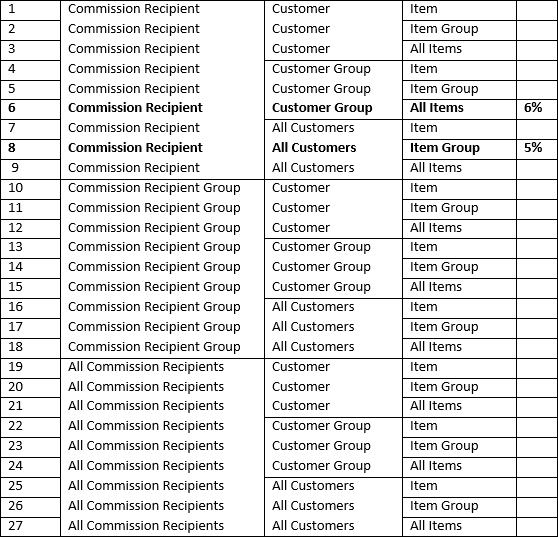 1 Commission Recipient Customer Item
2 Commission Recipient Customer Item Group
3 Commission Recipient Customer All Items
4 Commission Recipient Customer Group Item
5 Commission Recipient Customer Group Item Group
6 Commission Recipient Customer Group All Items 6%
7 Commission Recipient All Customers Item
8 Commission Recipient All Customers Item Group 5%
9 Commission Recipient All Customers All Items
10 Commission Recipient Group Customer Item
11 Commission Recipient Group Customer Item Group
12 Commission Recipient Group Customer All Items
13 Commission Recipient Group Customer Group Item
14 Commission Recipient Group Customer Group Item Group
15 Commission Recipient Group Customer Group All Items
16 Commission Recipient Group All Customers Item
17 Commission Recipient Group All Customers Item Group
18 Commission Recipient Group All Customers All Items
19 All Commission Recipients Customer Item
20 All Commission Recipients Customer Item Group
21 All Commission Recipients Customer All Items
22 All Commission Recipients Customer Group Item
23 All Commission Recipients Customer Group Item Group
24 All Commission Recipients Customer Group All Items
25 All Commission Recipients All Customers Item
26 All Commission Recipients All Customers Item Group
27 All Commission Recipients All Customers All Items